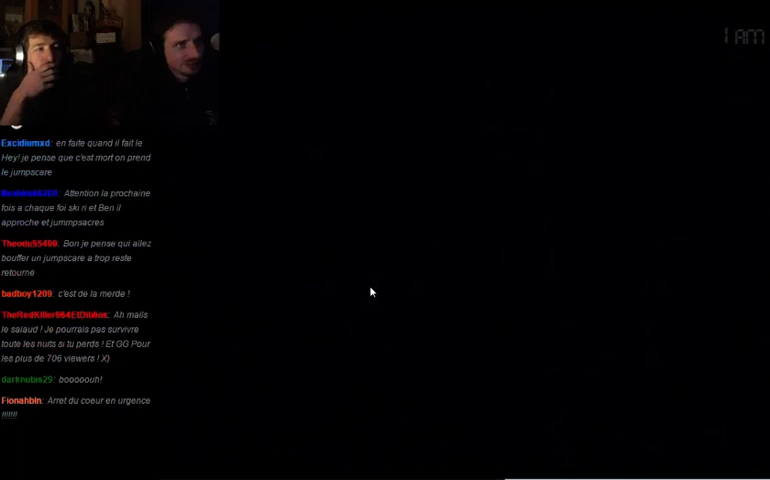 1 AM
Excidiumxd: en faite quand il fait le
Hey! je pense que c'est mort on prend
le jumpscare
Attention la prochaine
fois a chaque foi ski ri et Ben il
approche et jummpsacres
Theodu55400: Bon je pense qui allez
bouffer un jumpscare a trop reste
retourne
badboy1209: c'est de la merde !
TheRedKiller664EtDiblios: Ah mails
le salaud ! Je pourrais pas survivre
toute les nuits si tu perds ! Et GG Pour
les plus de 706 viewers ! X)
darknubis29: booooouh!
Fionahbln: Arret du coeur en urgence
!!!!!!!